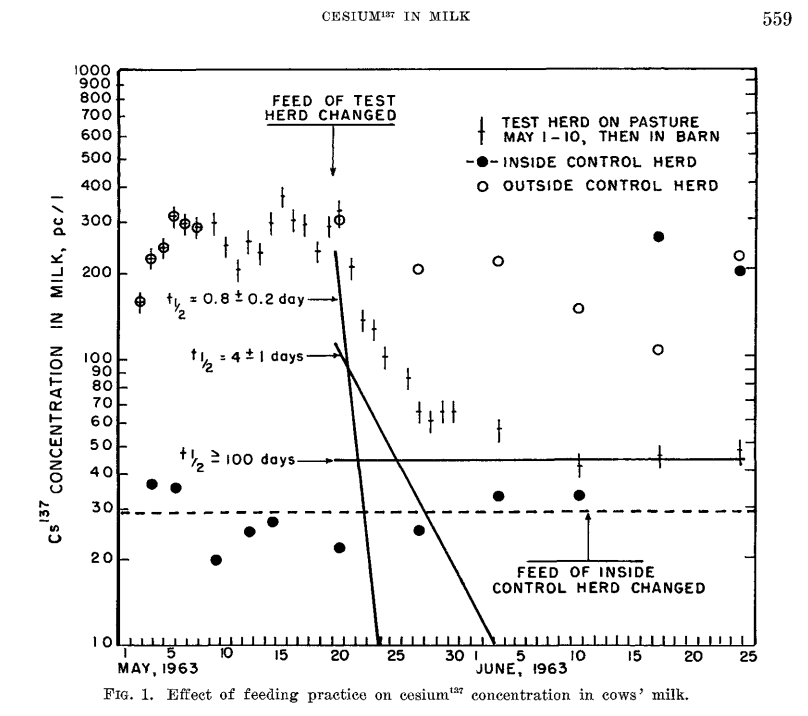 CESIUM¹³⁷ IN MILK
559
FEED OF TEST
HERD CHANGED
TEST HERD ON PASTURE
MAY 1-10, THEN IN BARN
-●-INSIDE CONTROL HERD
○ OUTSIDE CONTROL HERD
Cs¹³⁷ CONCENTRATION IN MILK, pc/l
1000
900
800
700
600
500
400
300
200
100
90
80
70
60
50
40
30
20
10
t₁/₂ = 0.8 ± 0.2 day
t₁/₂ = 4 ± 1 days
t₁/₂ ≥ 100 days
FEED OF INSIDE
CONTROL HERD CHANGED
1 5 10 15 20 25 30 1 5 10 15 20 25
MAY, 1963 JUNE, 1963
FIG. 1. Effect of feeding practice on cesium¹³⁷ concentration in cows' milk.